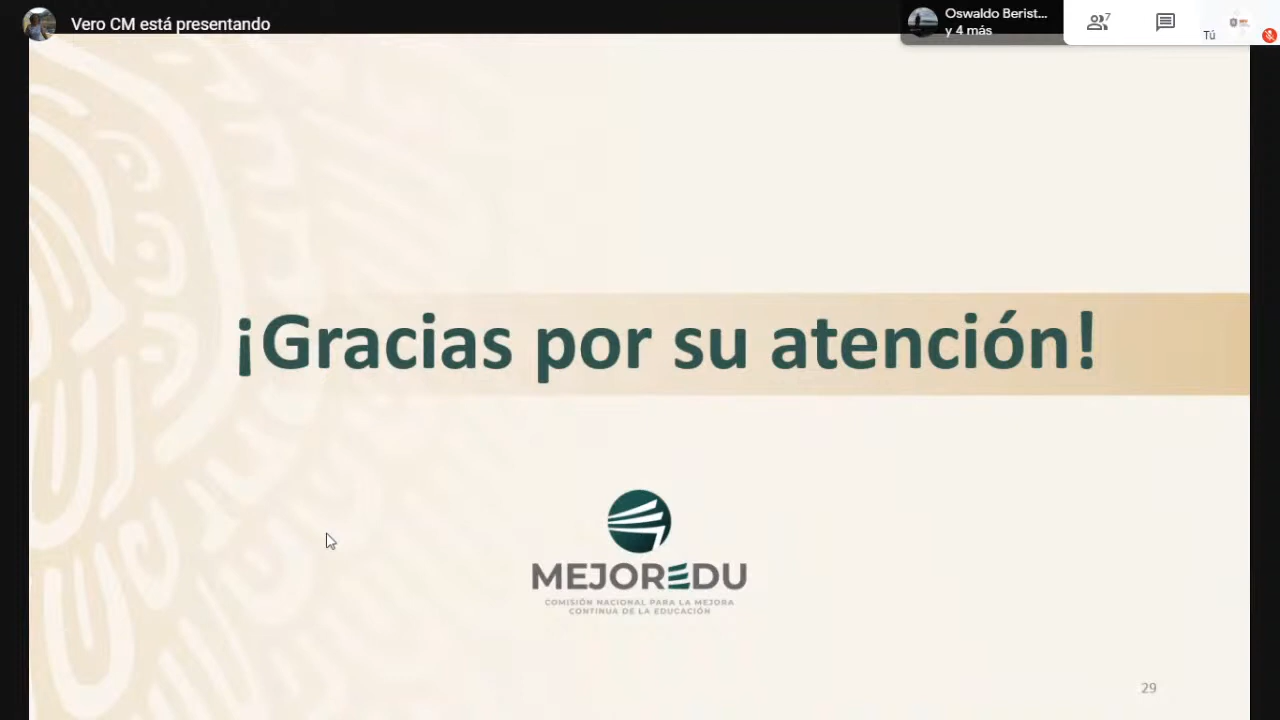 Vero CM está presentando
Oswaldo Berist...
y 4 más
7
Tú
¡Gracias por su atención!
MEJOREDU
COMISIÓN NACIONAL PARA LA MEJORA
CONTINUA DE LA EDUCACIÓN
29